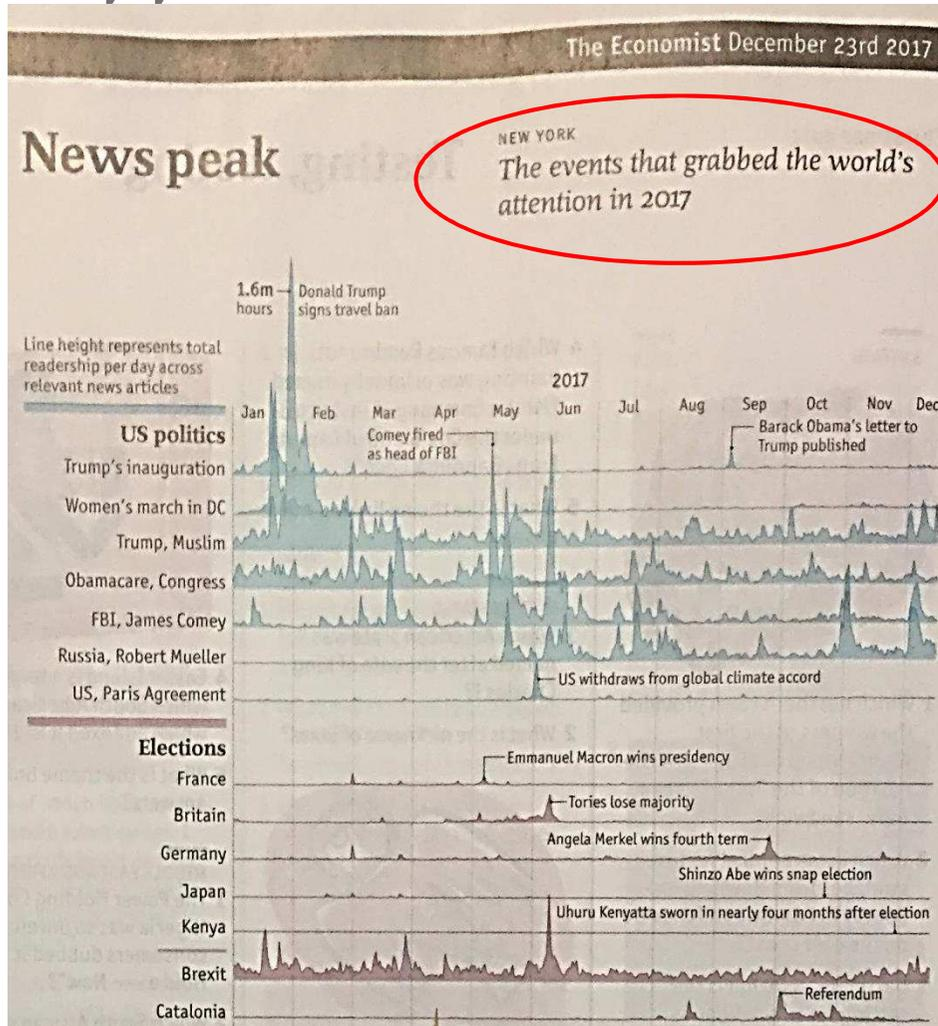 The Economist December 23rd 2017
News peak
NEW YORK
The events that grabbed the world's
attention in 2017
1.6m
hours
Donald Trump
signs travel ban
Line height represents total
readership per day across
relevant news articles
2017
Jan Feb Mar Apr May Jun Jul Aug Sep Oct Nov Dec
US politics
Comey fired
as head of FBI
Barack Obama's letter to
Trump published
Trump's inauguration
Women's march in DC
Trump, Muslim
Obamacare, Congress
FBI, James Comey
Russia, Robert Mueller
US, Paris Agreement
US withdraws from global climate accord
Elections
France
Emmanuel Macron wins presidency
Britain
Tories lose majority
Germany
Angela Merkel wins fourth term
Japan
Shinzo Abe wins snap election
Kenya
Uhuru Kenyatta sworn in nearly four months after election
Brexit
Catalonia
Referendum